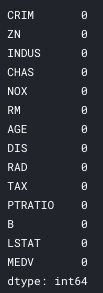 CRIM 0
ZN 0
INDUS 0
CHAS 0
NOX 0
RM 0
AGE 0
DIS 0
RAD 0
TAX 0
PTRATIO 0
B 0
LSTAT 0
MEDV 0
dtype: int64